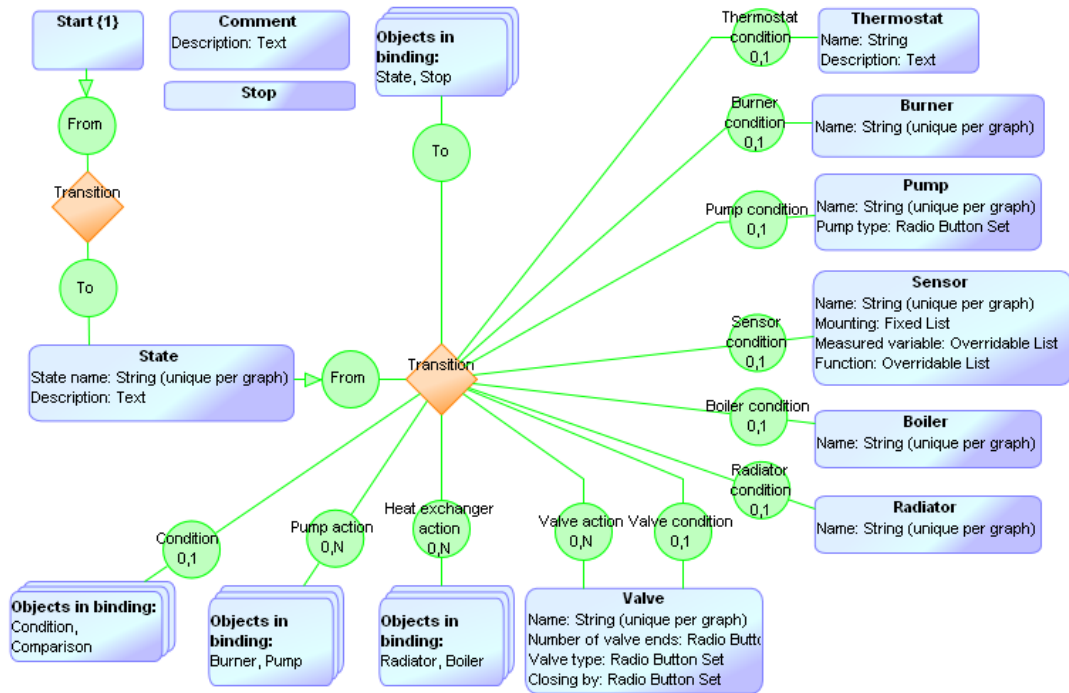 Start {1}
Comment
Description: Text
Stop
Objects in
binding:
State, Stop
Thermostat
condition
0,1
Thermostat
Name: String
Description: Text
From
To
Burner
condition
0,1
Burner
Name: String (unique per graph)
Transition
Pump condition
0,1
Pump
Name: String (unique per graph)
Pump type: Radio Button Set
To
Sensor
condition
0,1
Sensor
Name: String (unique per graph)
Mounting: Fixed List
Measured variable: Overridable List
Function: Overridable List
State
State name: String (unique per graph)
Description: Text
From
Transition
Boiler condition
0,1
Boiler
Name: String (unique per graph)
Radiator
condition
0,1
Radiator
Name: String (unique per graph)
Condition
0,1
Pump action
0,N
Heat exchanger
action
0,N
Valve action
0,N
Valve condition
0,1
Objects in binding:
Condition,
Comparison
Objects in
binding:
Burner, Pump
Objects in
binding:
Radiator, Boiler
Valve
Name: String (unique per graph)
Number of valve ends: Radio Butto
Valve type: Radio Button Set
Closing by: Radio Button Set